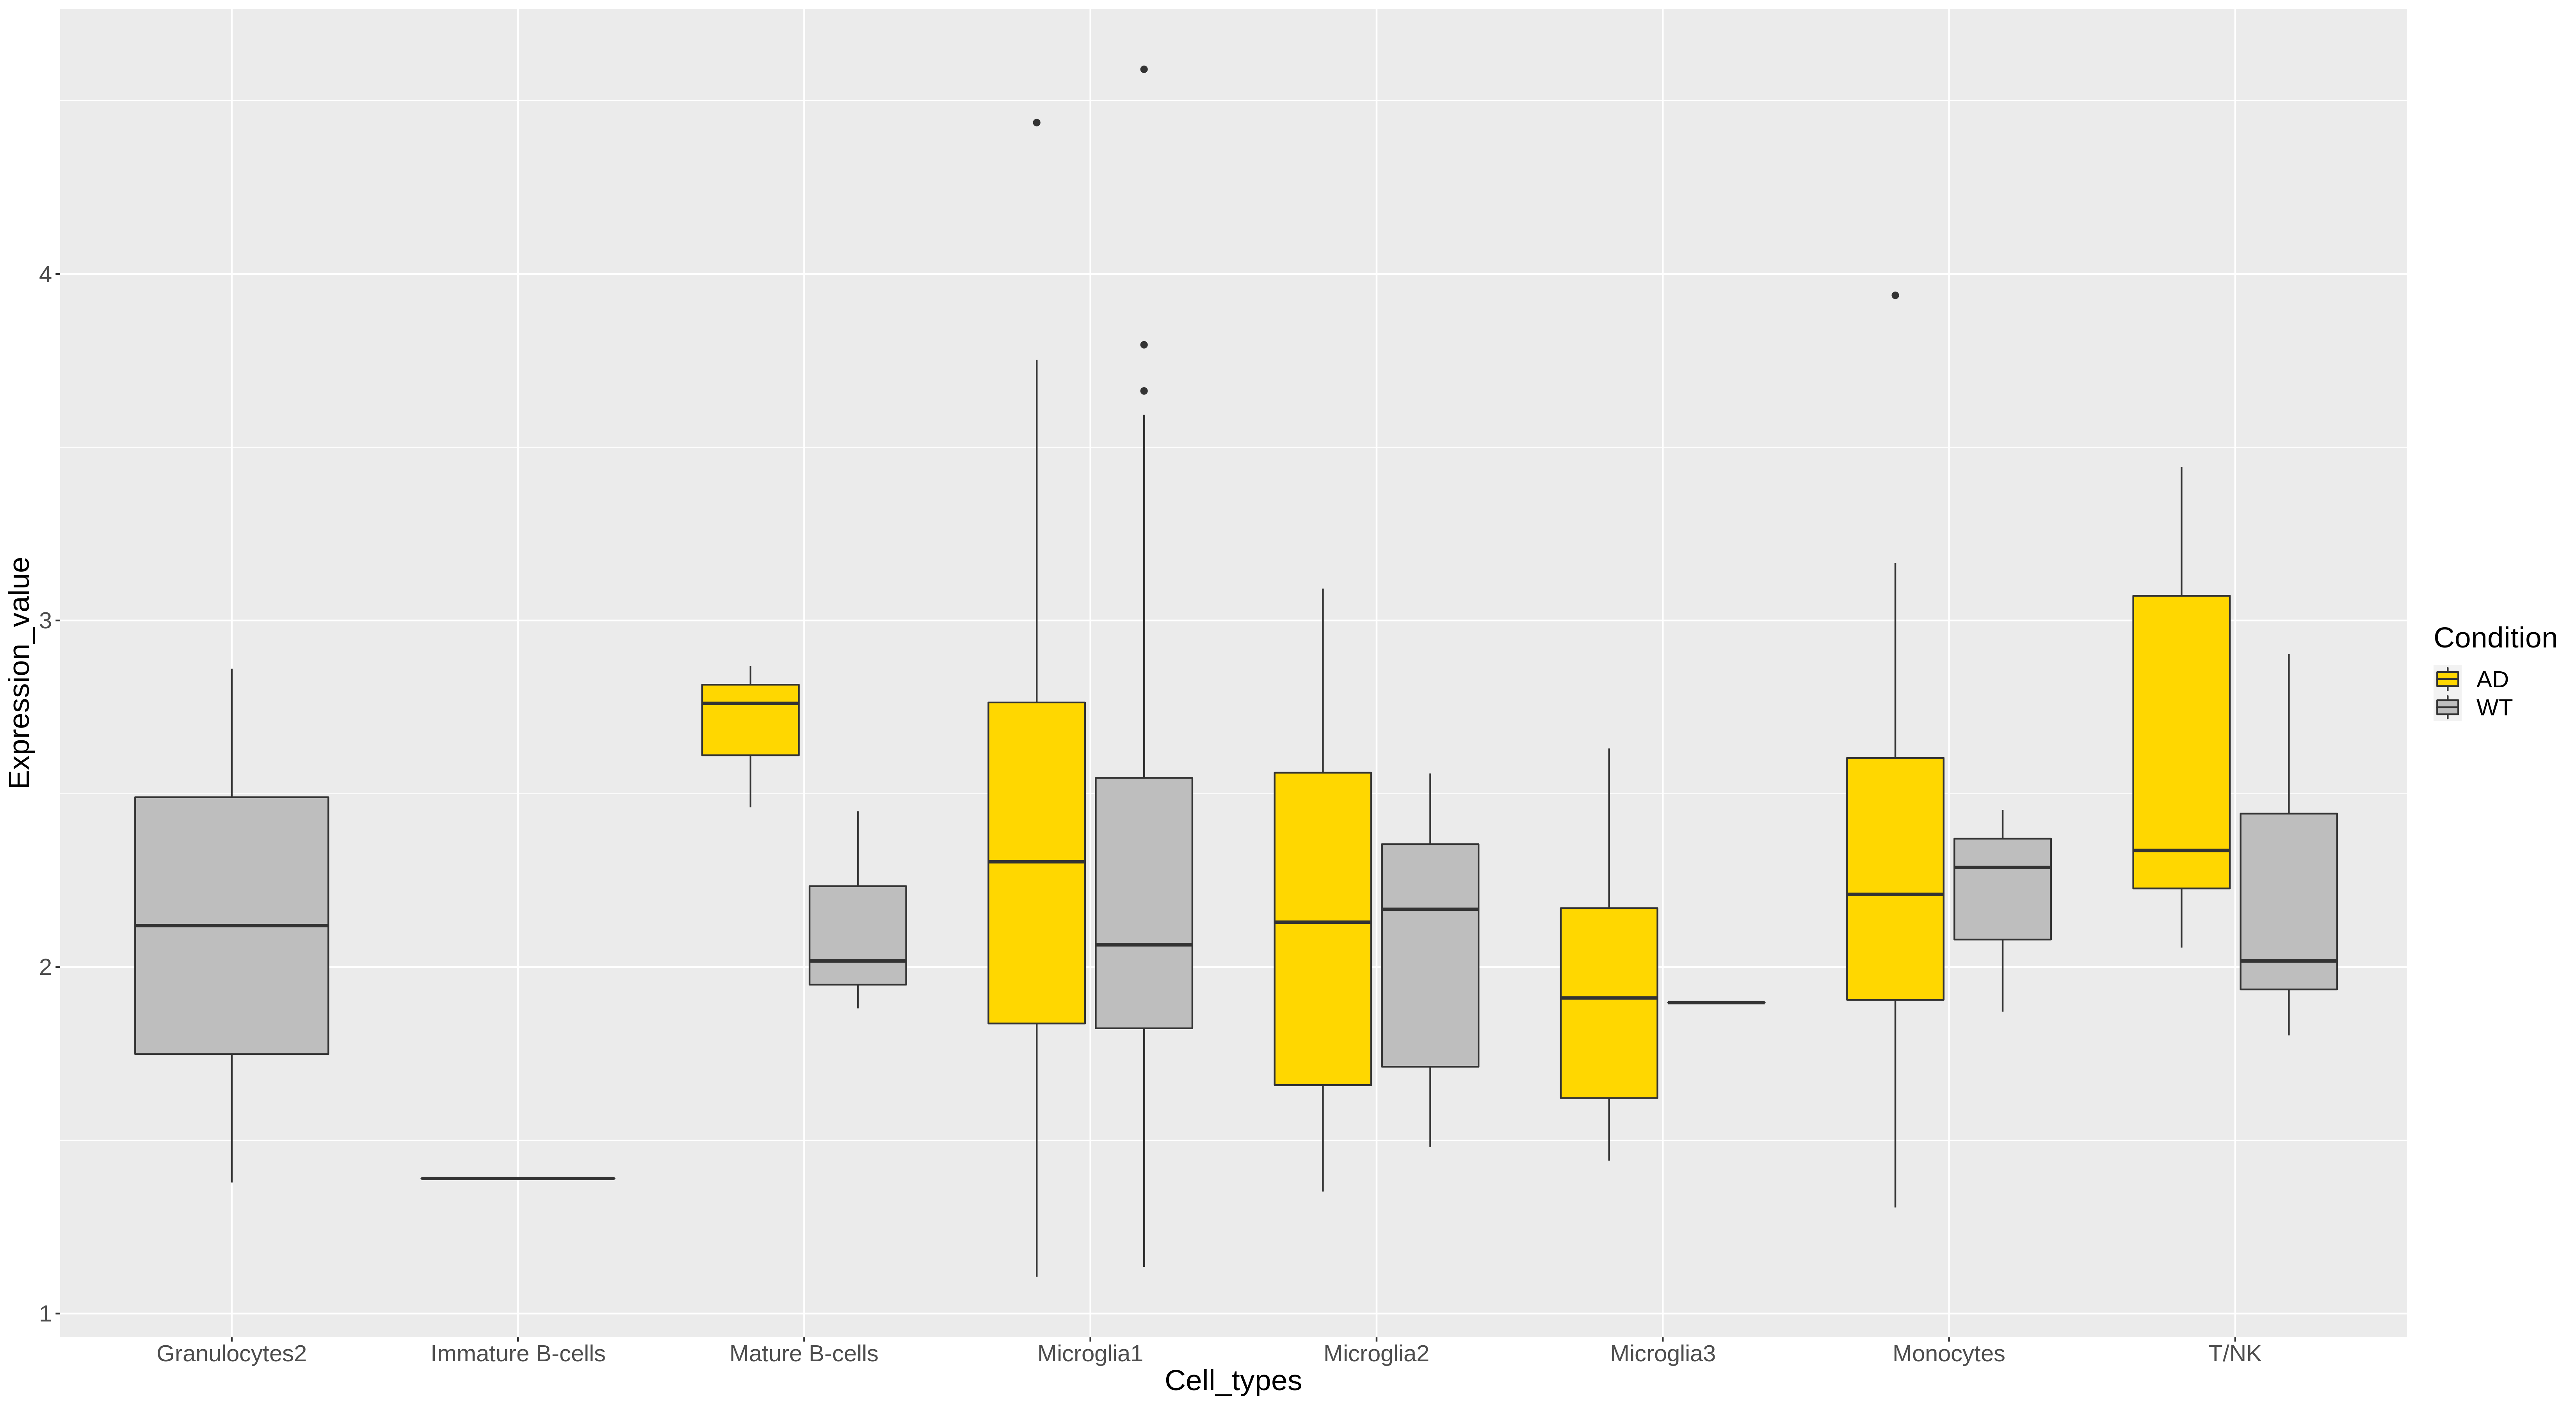 Expression_value
4
3
2
1
Granulocytes2
Immature B-cells
Mature B-cells
Microglia1
Microglia2
Microglia3
Monocytes
T/NK
Cell_types
Condition
AD
WT